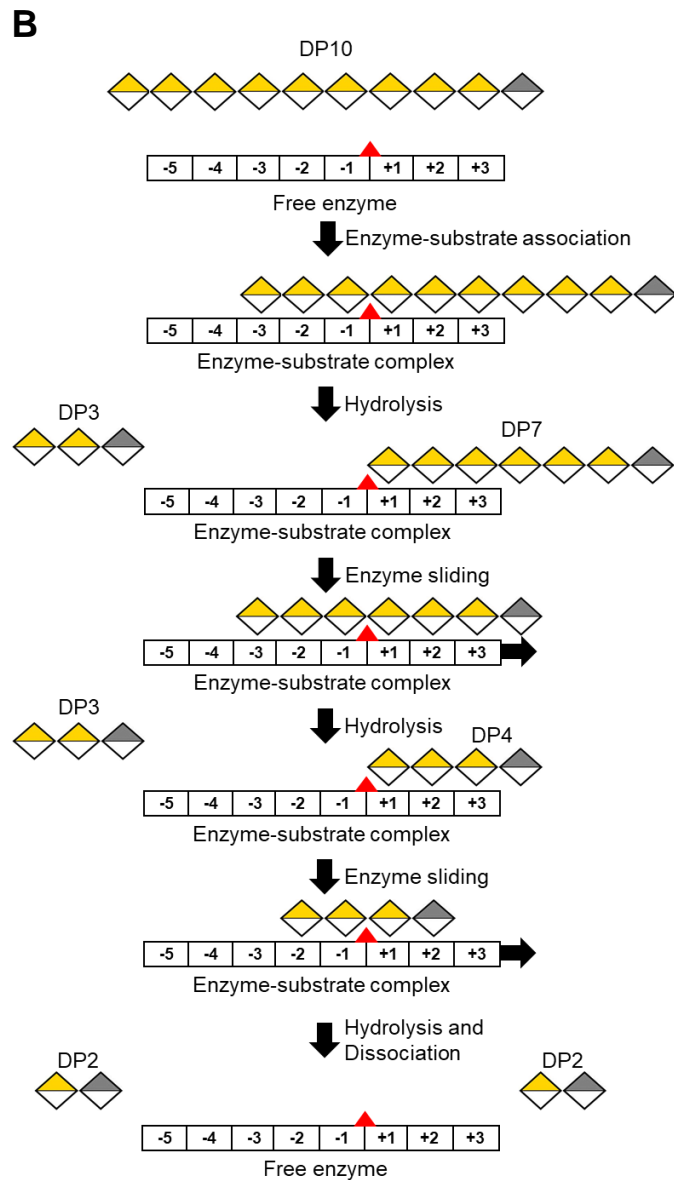 B
DP10
-5 -4 -3 -2 -1 +1 +2 +3
Free enzyme
Enzyme-substrate association
-5 -4 -3 -2 -1 +1 +2 +3
Enzyme-substrate complex
Hydrolysis
DP3
DP7
-5 -4 -3 -2 -1 +1 +2 +3
Enzyme-substrate complex
Enzyme sliding
-5 -4 -3 -2 -1 +1 +2 +3
Enzyme-substrate complex
DP3
Hydrolysis
DP4
-5 -4 -3 -2 -1 +1 +2 +3
Enzyme-substrate complex
Enzyme sliding
-5 -4 -3 -2 -1 +1 +2 +3
Enzyme-substrate complex
Hydrolysis and
Dissociation
DP2
DP2
-5 -4 -3 -2 -1 +1 +2 +3
Free enzyme